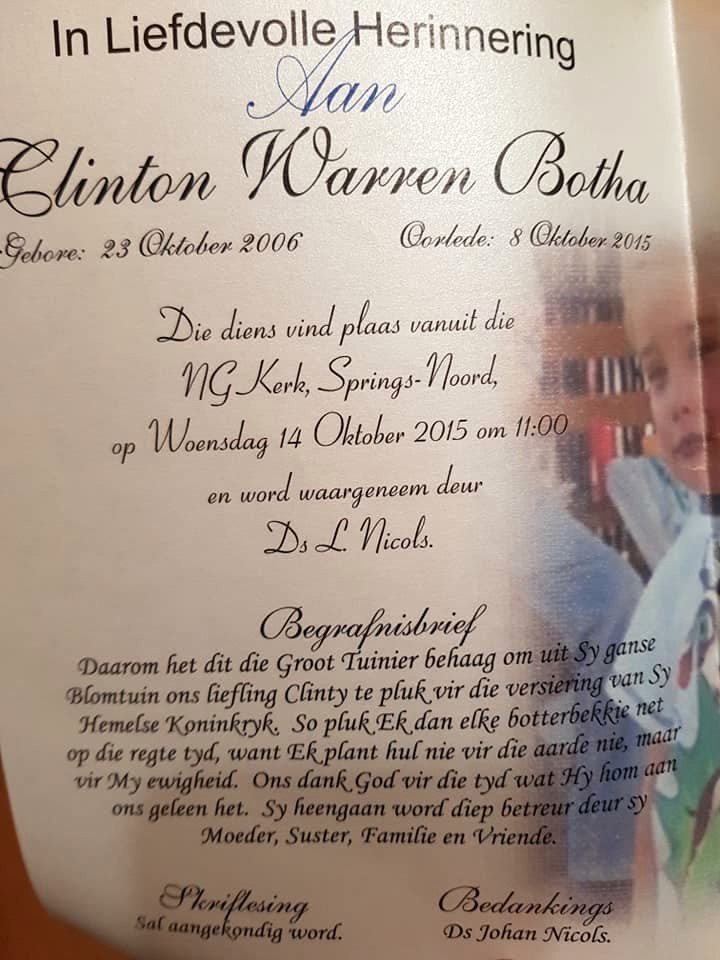 In Liefdevolle Herinnering
Aan
Clinton Warren Botha
Gebore: 23 Oktober 2006 Oorlede: 8 Oktober 2015
Die diens vind plaas vanuit die
NG Kerk, Springs-Noord,
op Woensdag 14 Oktober 2015 om 11:00
en word waargeneem deur
Ds L. Nicols.
Begrafnisbrief
Daarom het dit die Groot Tuinier behaag om uit Sy ganse
Blomtuin ons liefling Clinty te pluk vir die versiering van Sy
Hemelse Koninkryk. So pluk Ek dan elke botterbekkie net
op die regte tyd, want Ek plant hul nie vir die aarde nie, maar
vir My ewigheid. Ons dank God vir die tyd wat Hy hom aan
ons geleen het. Sy heengaan word diep betreur deur sy
Moeder, Suster, Familie en Vriende.
Skriflesing Bedankings
Sal aangekondig word. Ds Johan Nicols.